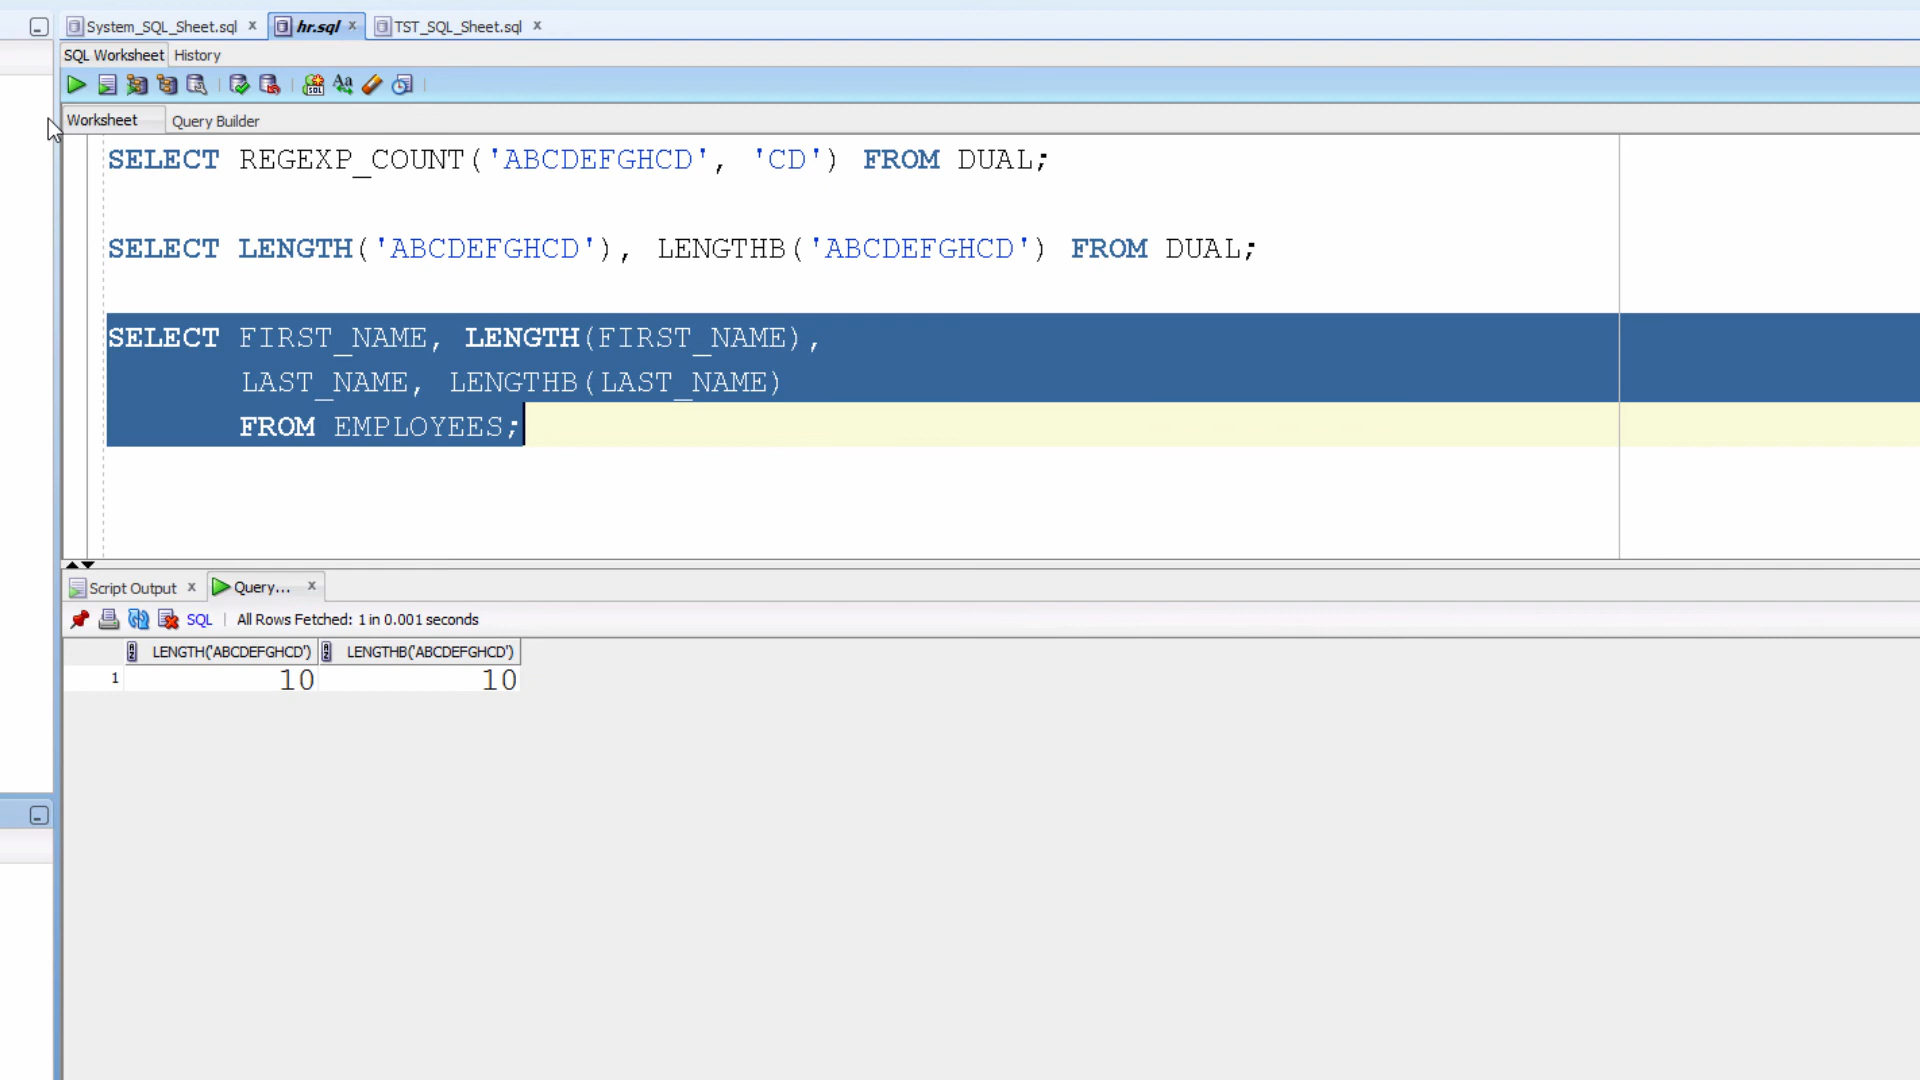 System_SQL_Sheet.sql x hr.sql x TST_SQL_Sheet.sql x
SQL Worksheet History
Worksheet Query Builder
SELECT REGEXP_COUNT('ABCDEFGHCD', 'CD') FROM DUAL;
SELECT LENGTH('ABCDEFGHCD'), LENGTHB('ABCDEFGHCD') FROM DUAL;
SELECT FIRST_NAME, LENGTH(FIRST_NAME),
LAST_NAME, LENGTHB(LAST_NAME)
FROM EMPLOYEES;
Script Output x Query... x
SQL | All Rows Fetched: 1 in 0.001 seconds
LENGTH('ABCDEFGHCD') LENGTHB('ABCDEFGHCD')
1 10 10